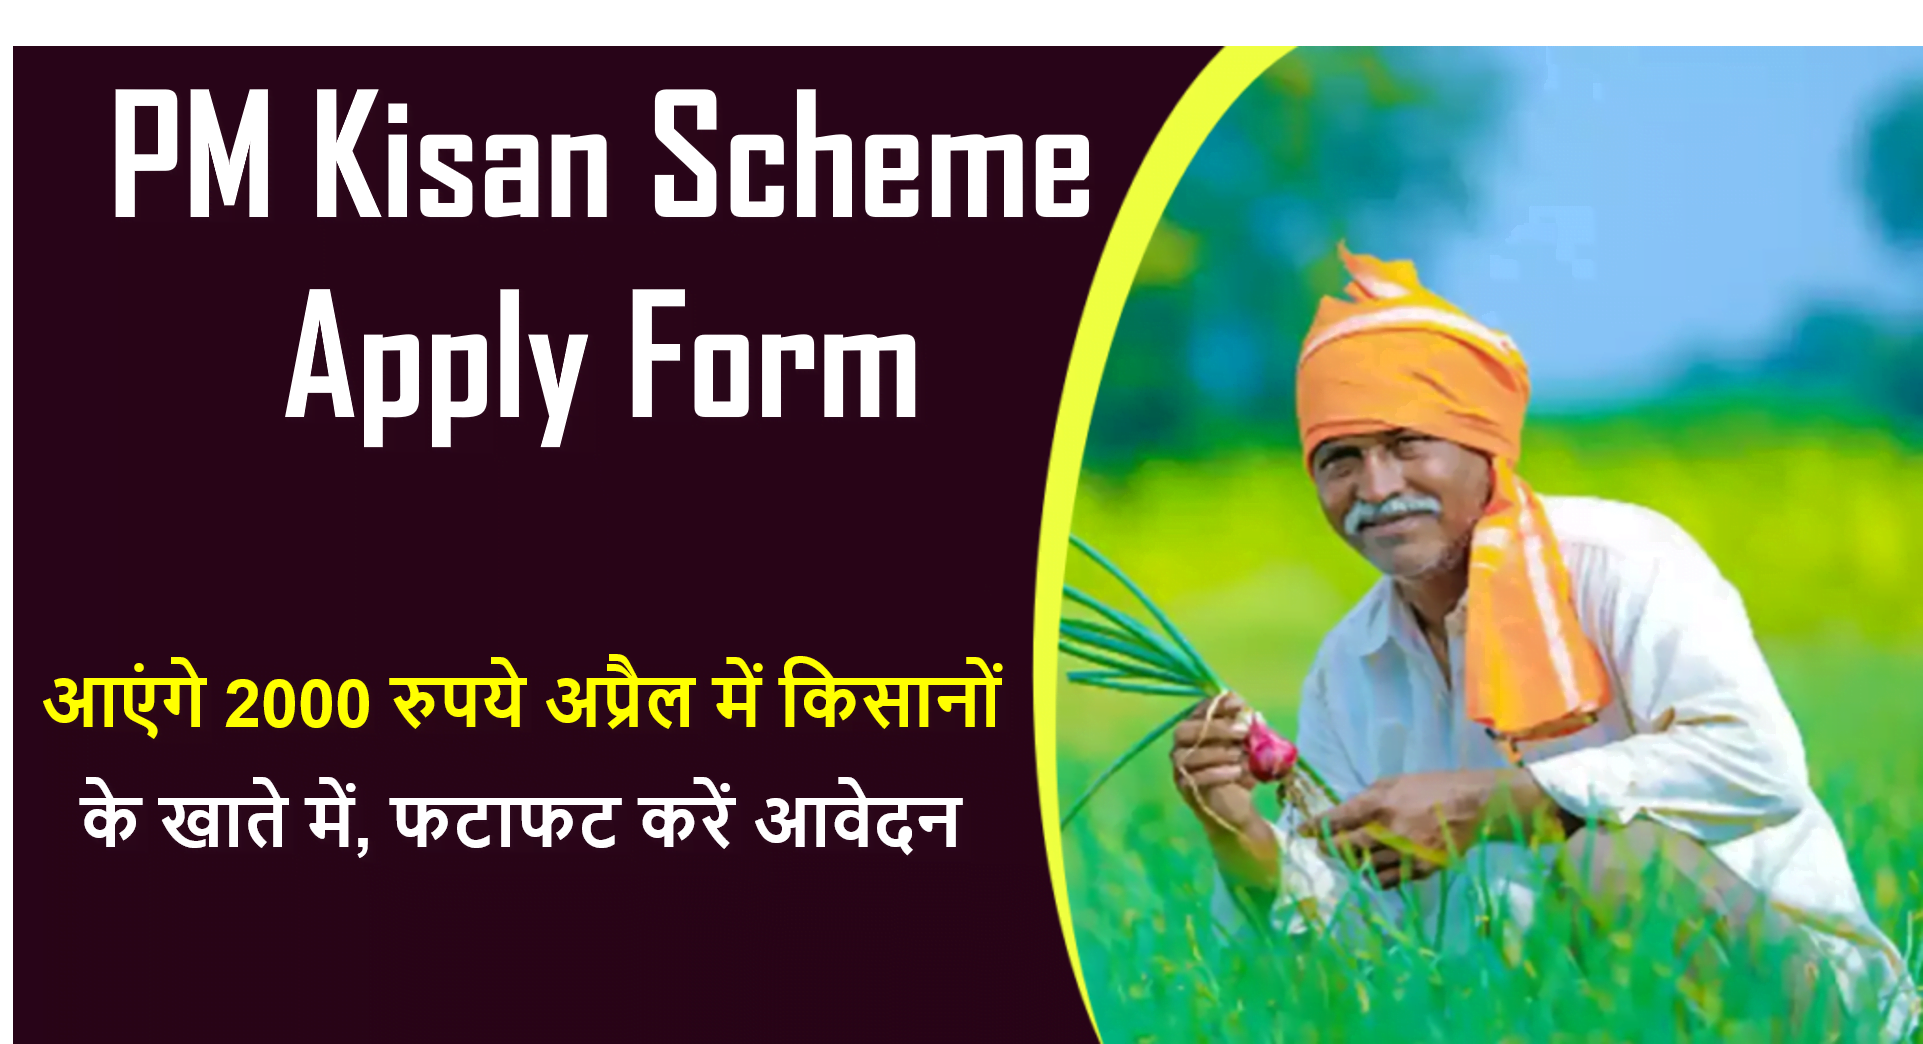 PM Kisan Scheme
Apply Form
आएंगे 2000 रुपये अप्रैल में किसानों
के खाते में, फटाफट करें आवेदन